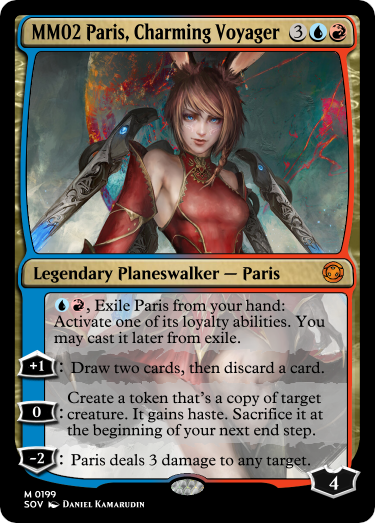 MM02 Paris, Charming Voyager 3
Legendary Planeswalker — Paris
, Exile Paris from your hand:
Activate one of its loyalty abilities. You
may cast it later from exile.
+1: Draw two cards, then discard a card.
Create a token that's a copy of target
0: creature. It gains haste. Sacrifice it at
the beginning of your next end step.
-2: Paris deals 3 damage to any target.
4
M 0199
SOV DANIEL KAMARUDIN